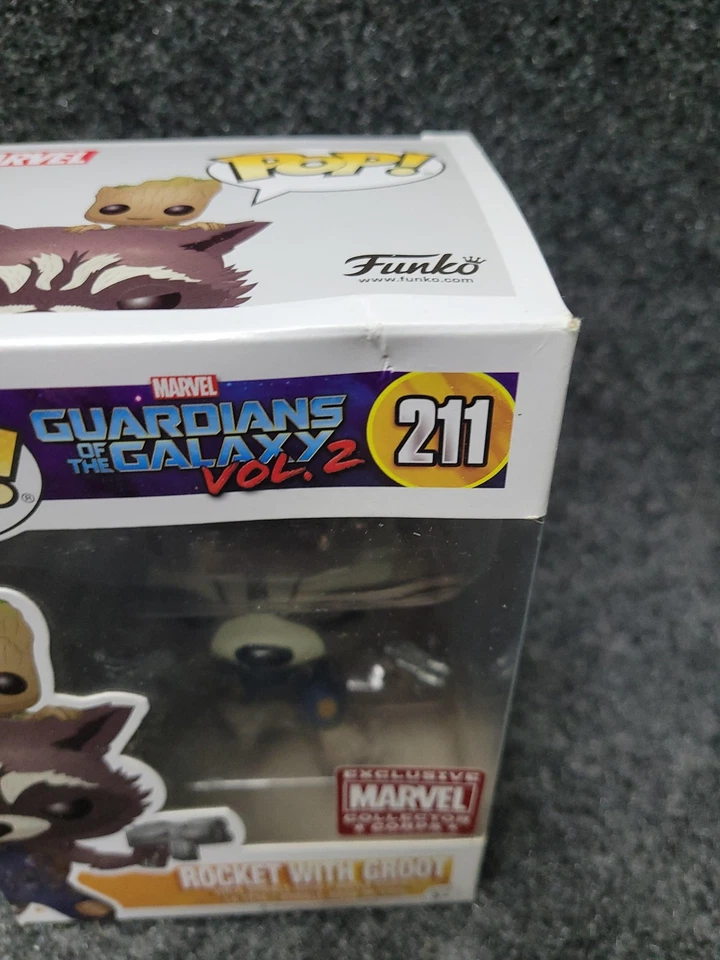 MARVEL
POP!
Funko
www.funko.com
MARVEL
GUARDIANS
OF THE GALAXY
VOL. 2
211
!
®
EXCLUSIVE
MARVEL
COLLECTOR
CORPS
ROCKET WITH GROOT